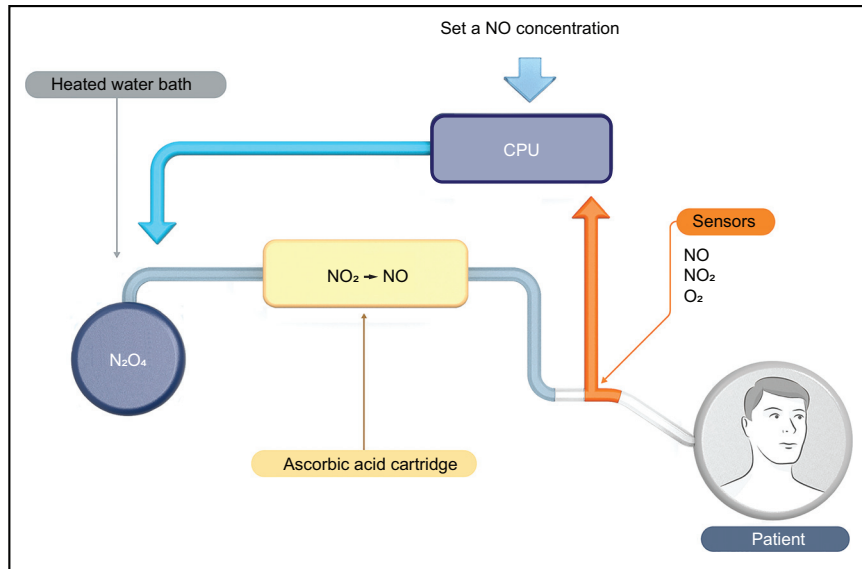 Set a NO concentration
Heated water bath
CPU
Sensors
NO
NO₂
O₂
NO₂ → NO
N₂O₄
Ascorbic acid cartridge
Patient